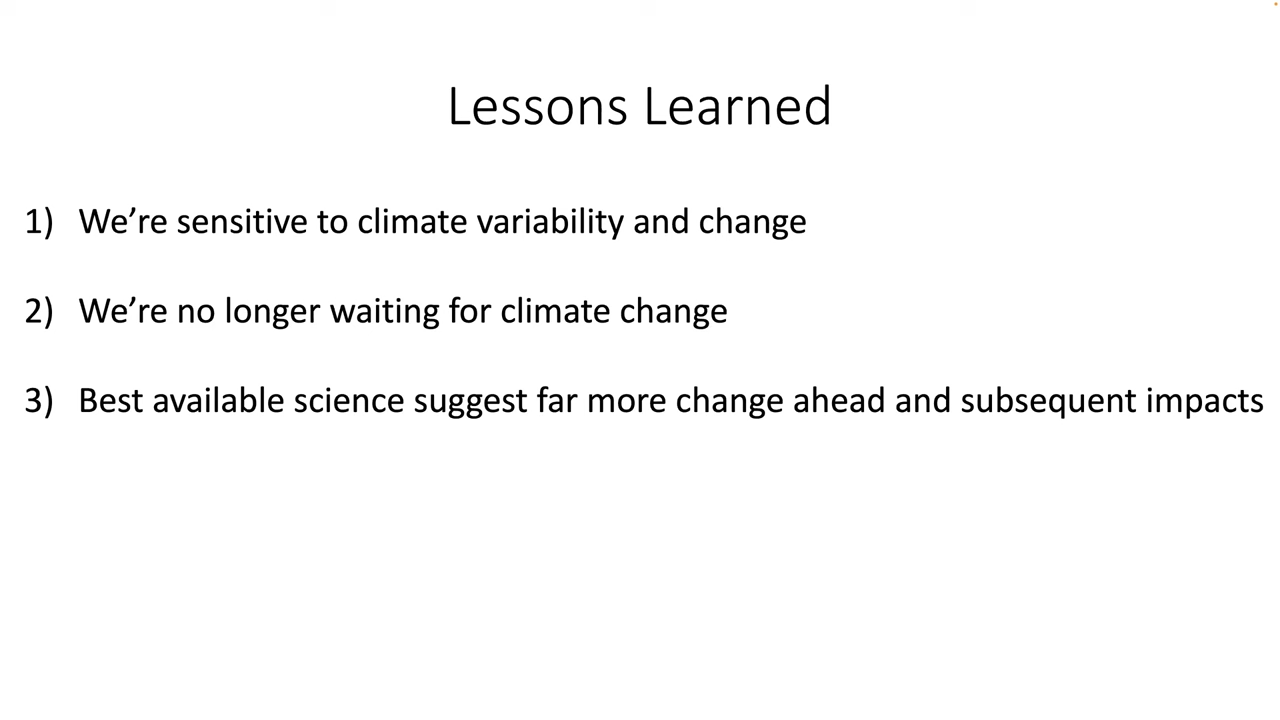 Lessons Learned
1) We’re sensitive to climate variability and change
2) We’re no longer waiting for climate change
3) Best available science suggest far more change ahead and subsequent impacts